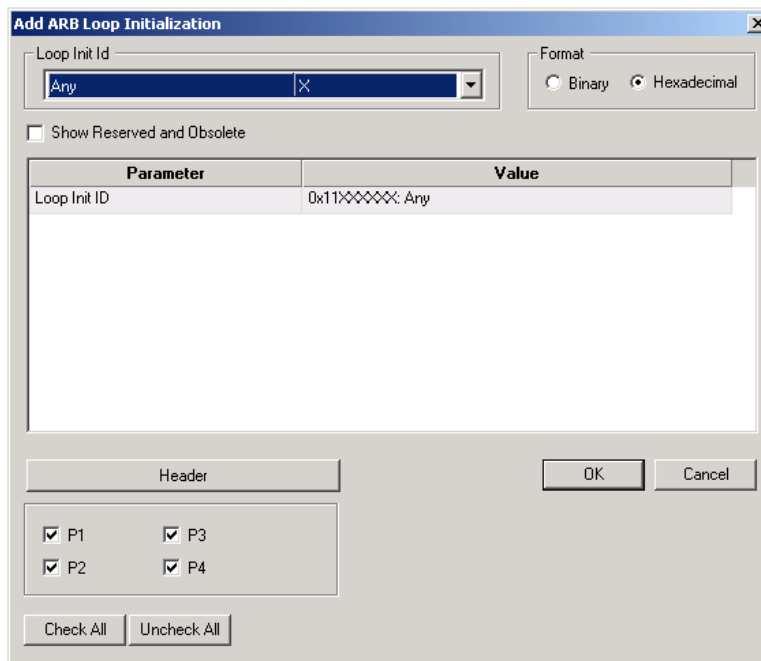 Add ARB Loop Initialization
Loop Init Id
Format
Any X
Binary Hexadecimal
Show Reserved and Obsolete
Parameter Value
Loop Init ID 0x11XXXXXX: Any
Header OK Cancel
P1 P3
P2 P4
Check All Uncheck All